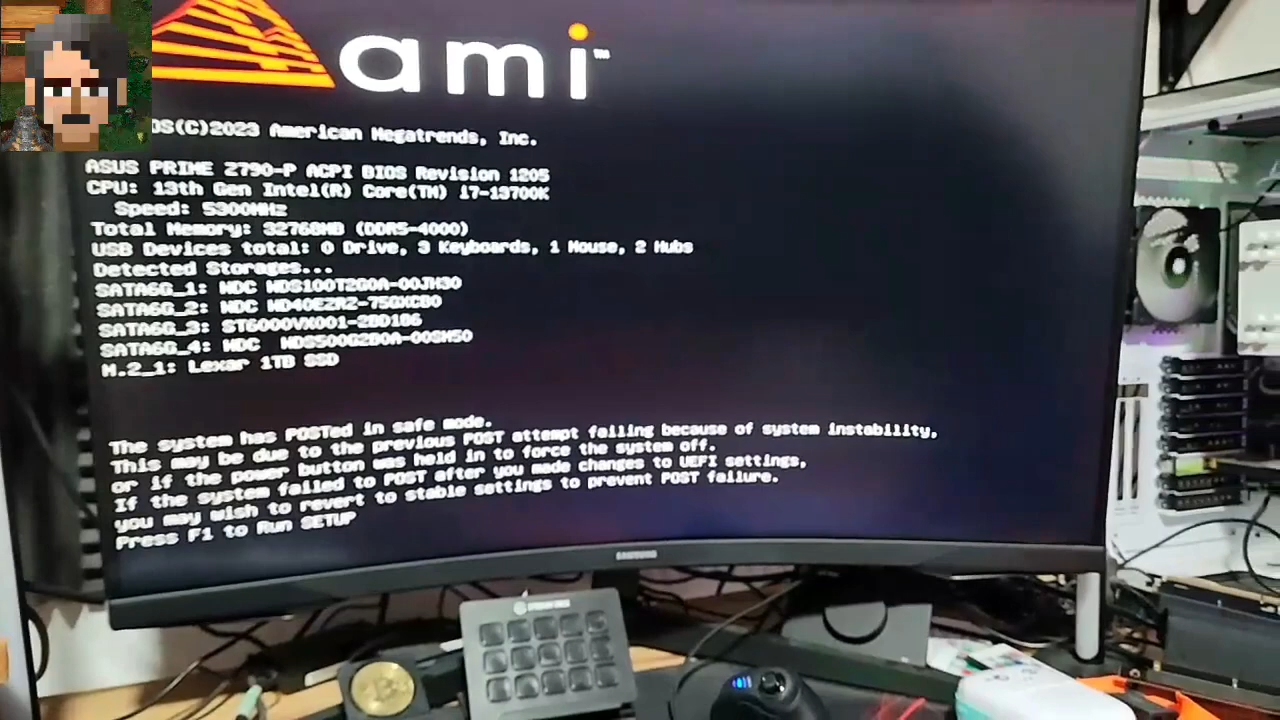 ami™
OS(C)2023 American Megatrends, Inc.
ASUS PRIME Z790-P ACPI BIOS Revision 1205
CPU: 13th Gen Intel(R) Core(TM) i7-13700K
Speed: 5300MHz
Total Memory: 32768MB (DDR5-4000)
USB Devices total: 0 Drive, 3 Keyboards, 1 Mouse, 2 Hubs
Detected Storages...
SATA6G_1: WDC WDS100T2G0A-00JH30
SATA6G_2: WDC WD40EZRZ-75GXCB0
SATA6G_3: ST6000VX001-2BD186
SATA6G_4: WDC WDS500G2B0A-00SM50
M.2_1: Lexar 1TB SSD
The system has POSTed in safe mode.
This may be due to the previous POST attempt failing because of system instability,
or if the power button was held in to force the system off.
If the system failed to POST after you made changes to UEFI settings,
you may wish to revert to stable settings to prevent POST failure.
Press F1 to Run SETUP
SAMSUNG